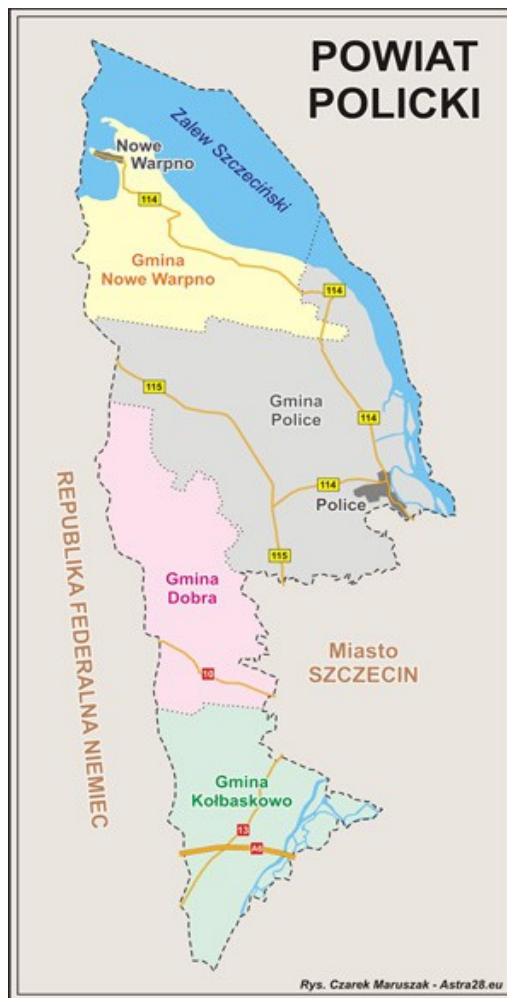 POWIAT
POLICKI
Zalew Szczeciński
Nowe
Warpno
114
Gmina
Nowe Warpno
114
115
Gmina
Police
114
114
Police
115
REPUBLIKA FEDERALNA NIEMIEC
Gmina
Dobra
Miasto
SZCZECIN
10
Gmina
Kołbaskowo
13
A6
Rys. Czarek Maruszak - Astra28.eu